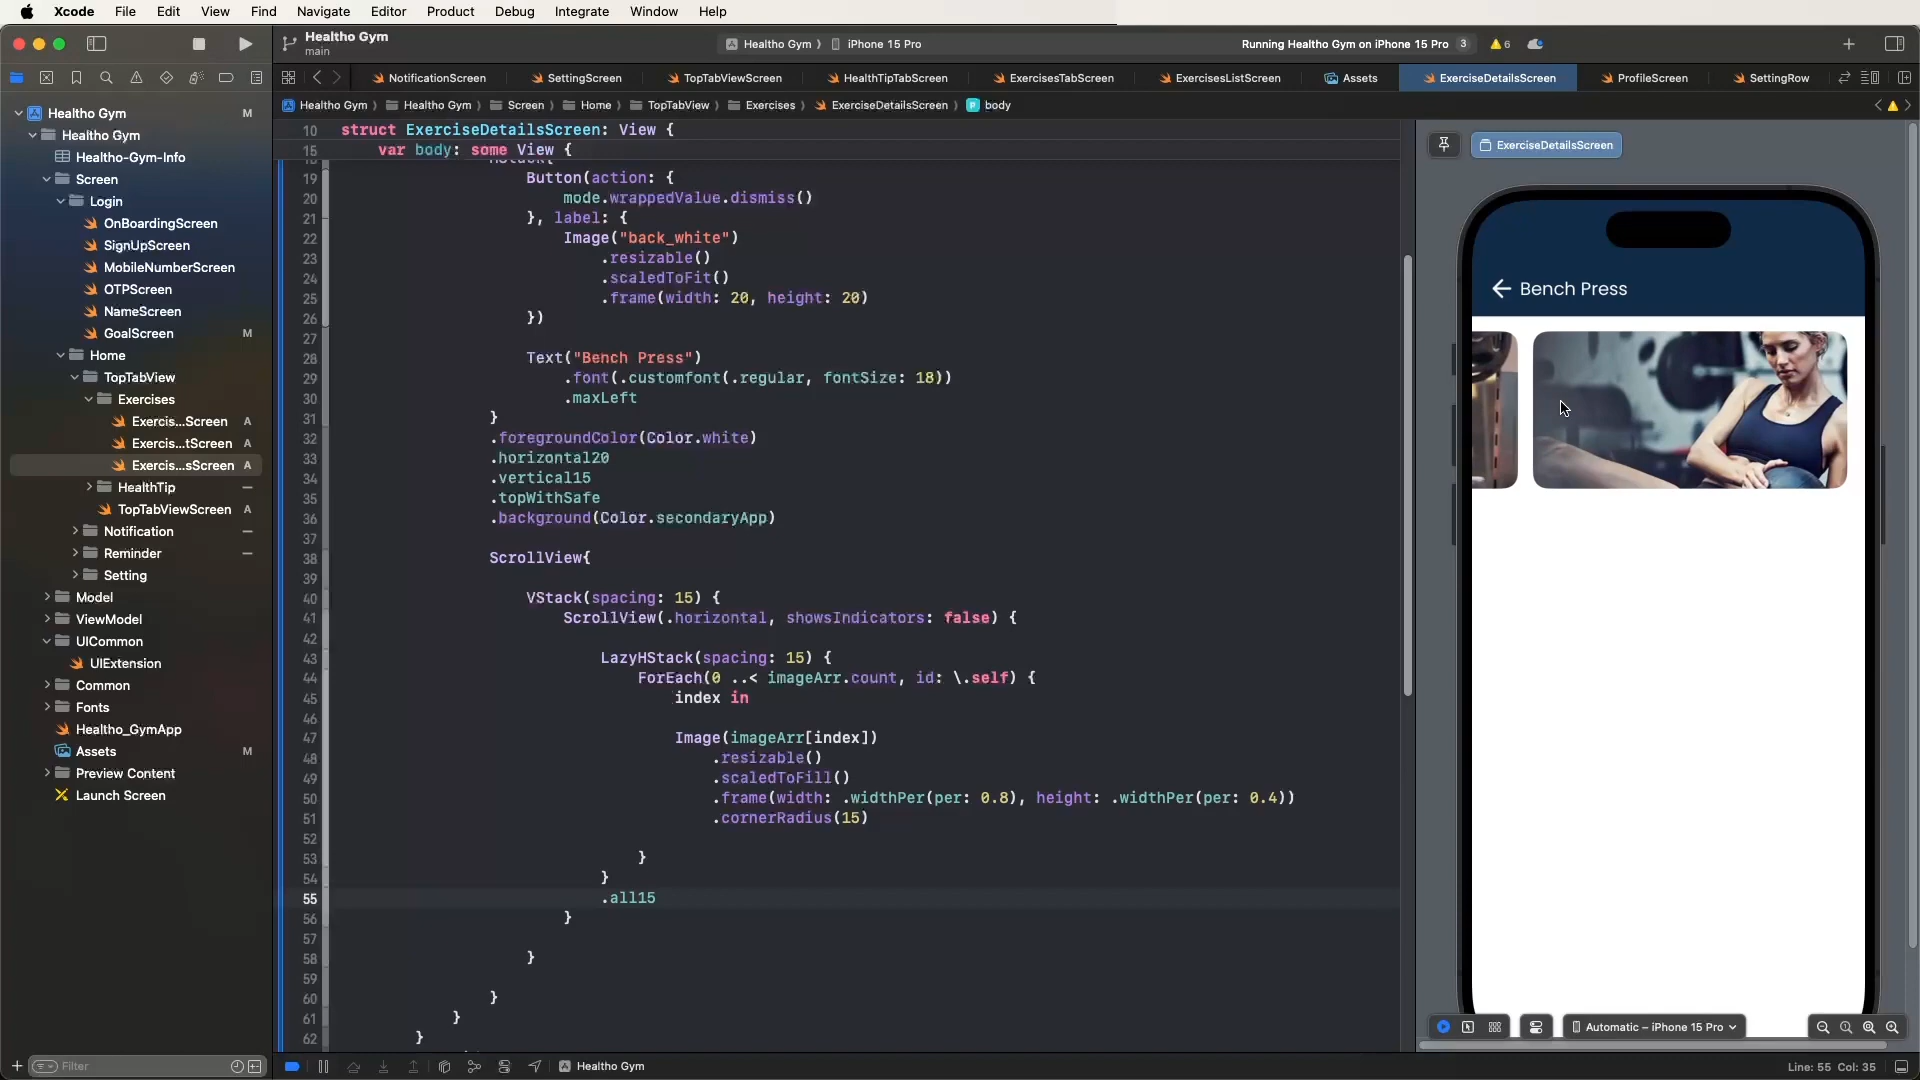 Xcode File Edit View Find Navigate Editor Product Debug Integrate Window Help
Healtho Gym
main
Healtho Gym 〉 iPhone 15 Pro
Running Healtho Gym on iPhone 15 Pro 3 6
NotificationScreen SettingScreen TopTabViewScreen HealthTipTabScreen ExercisesTabScreen ExercisesListScreen Assets ExerciseDetailsScreen ProfileScreen SettingRow
Healtho Gym 〉 Healtho Gym 〉 Screen 〉 Home 〉 TopTabView 〉 Exercises 〉 ExerciseDetailsScreen 〉 body
Healtho Gym M
Healtho Gym
Healtho-Gym-Info
Screen
Login
OnBoardingScreen
SignUpScreen
MobileNumberScreen
OTPScreen
NameScreen
GoalScreen M
Home
TopTabView
Exercises
Exercis...Screen A
Exercis...tScreen A
Exercis...sScreen A
HealthTip
TopTabViewScreen A
Notification
Reminder
Setting
Model
ViewModel
UICommon
UIExtension
Common
Fonts
Healtho_GymApp
Assets M
Preview Content
Launch Screen
Filter
10 struct ExerciseDetailsScreen: View {
15 var body: some View {
19 Button(action: {
20 mode.wrappedValue.dismiss()
21 }, label: {
22 Image("back_white")
23 .resizable()
24 .scaledToFit()
25 .frame(width: 20, height: 20)
26 })
27
28 Text("Bench Press")
29 .font(.customfont(.regular, fontSize: 18))
30 .maxLeft
31 }
32 .foregroundColor(Color.white)
33 .horizontal20
34 .vertical15
35 .topWithSafe
36 .background(Color.secondaryApp)
37
38 ScrollView{
39
40 VStack(spacing: 15) {
41 ScrollView(.horizontal, showsIndicators: false) {
42
43 LazyHStack(spacing: 15) {
44 ForEach(0 ..< imageArr.count, id: \.self) {
45 index in
46
47 Image(imageArr[index])
48 .resizable()
49 .scaledToFill()
50 .frame(width: .widthPer(per: 0.8), height: .widthPer(per: 0.4))
51 .cornerRadius(15)
52
53 }
54 }
55 .all15
56 }
57
58 }
59
60 }
61 }
62 }
ExerciseDetailsScreen
Bench Press
Automatic – iPhone 15 Pro
Healtho Gym
Line: 55 Col: 35